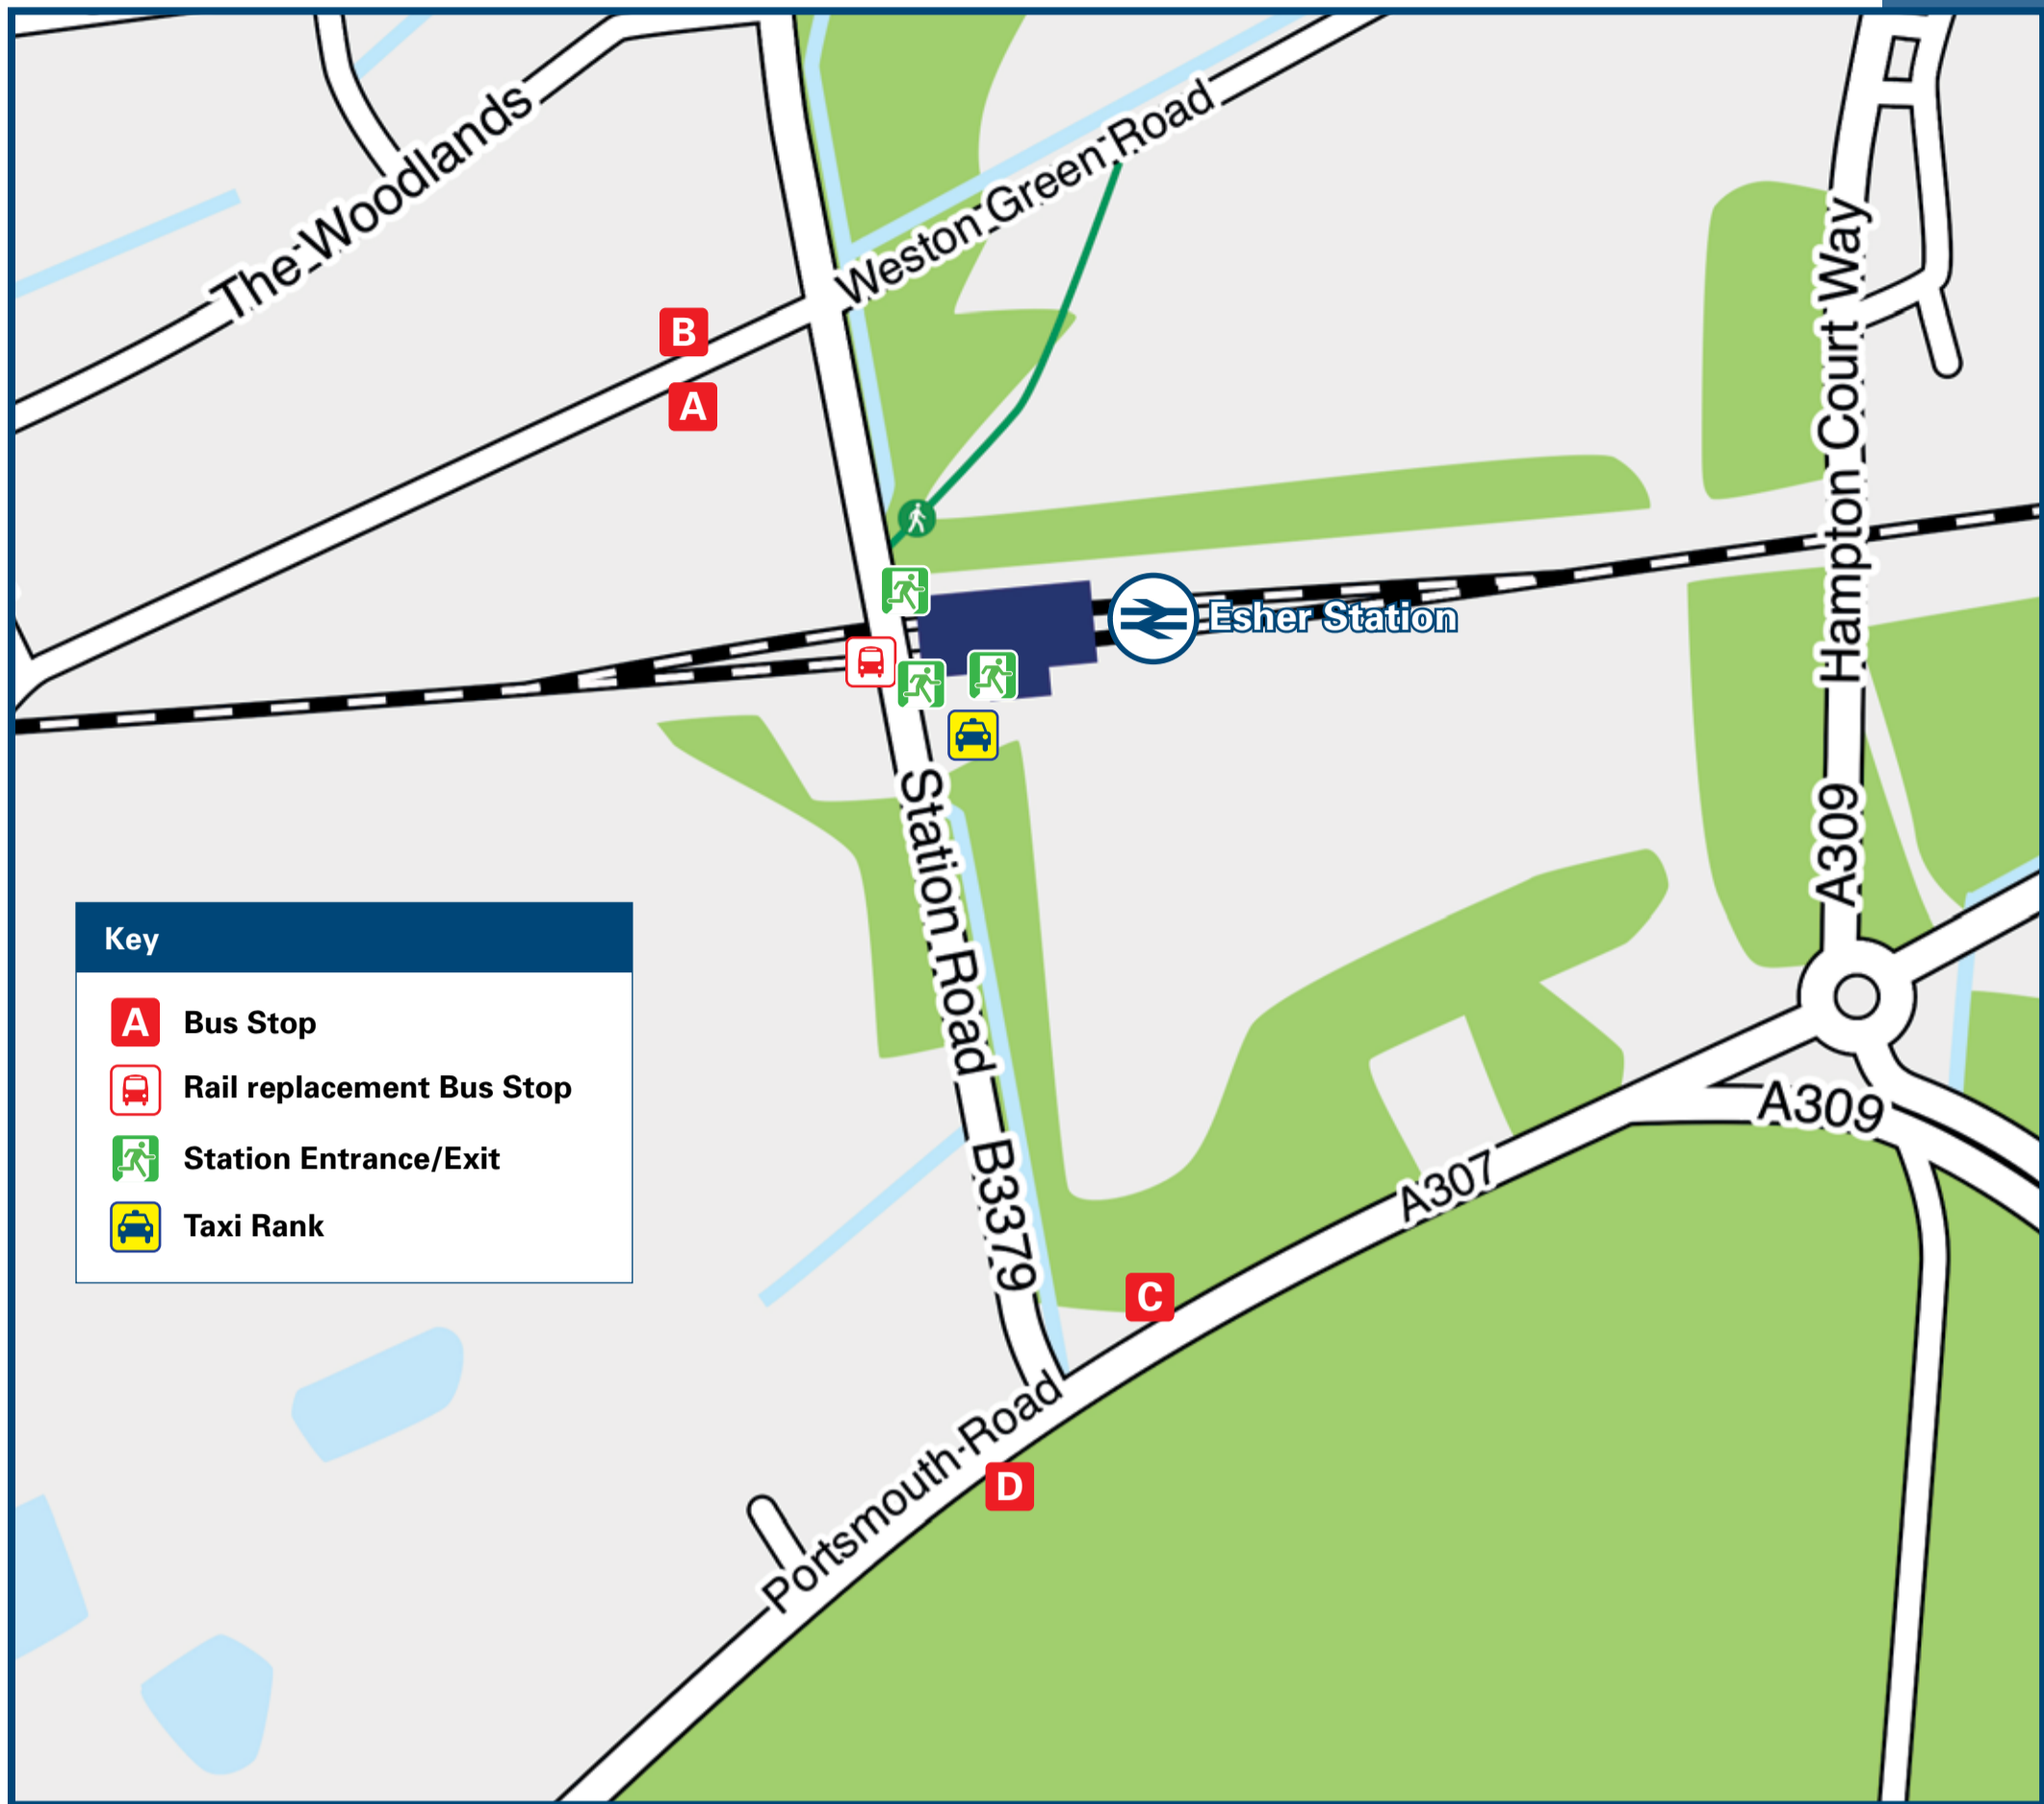 The Woodlands
Weston Green Road
B
A
Hampton Court Way
Esher Station
A309
Station Road
Key
A Bus Stop
Rail replacement Bus Stop
Station Entrance/Exit
Taxi Rank
A309
B3379
A307
C
Portsmouth Road
D